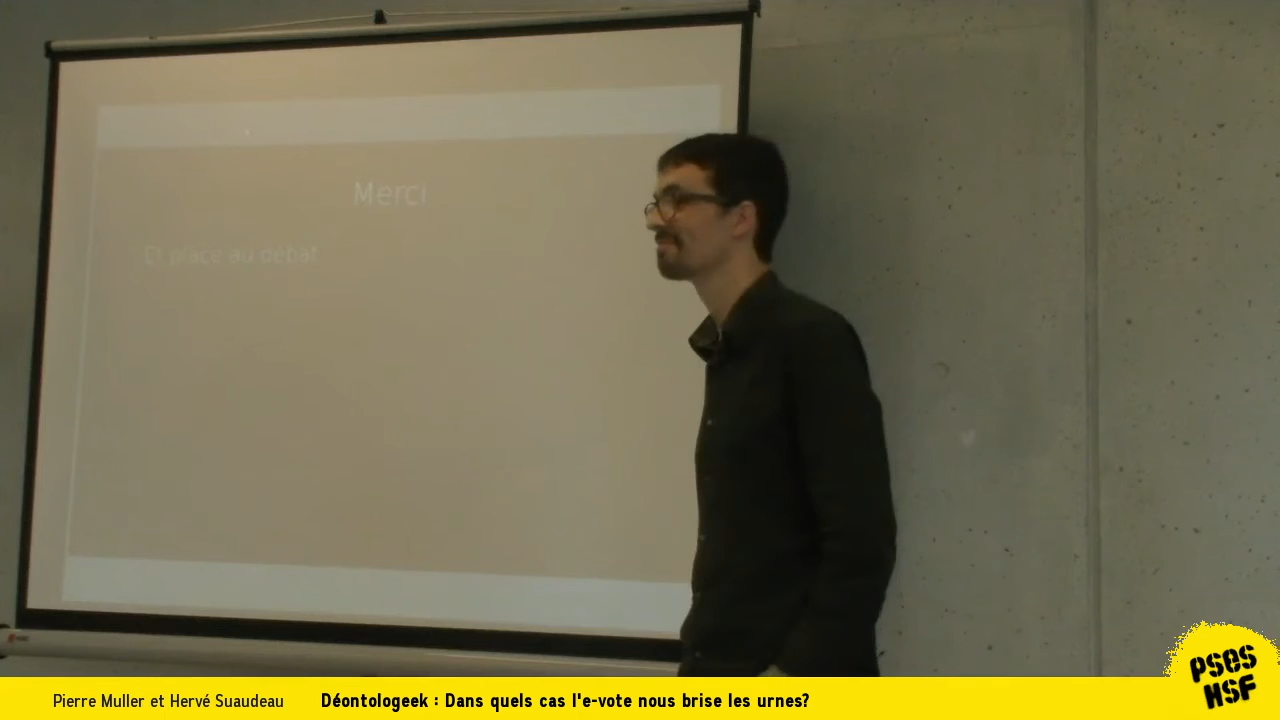 Merci
Et place au débat
Pierre Muller et Hervé Suaudeau
Déontologeek : Dans quels cas l'e-vote nous brise les urnes?
PSES
HSF